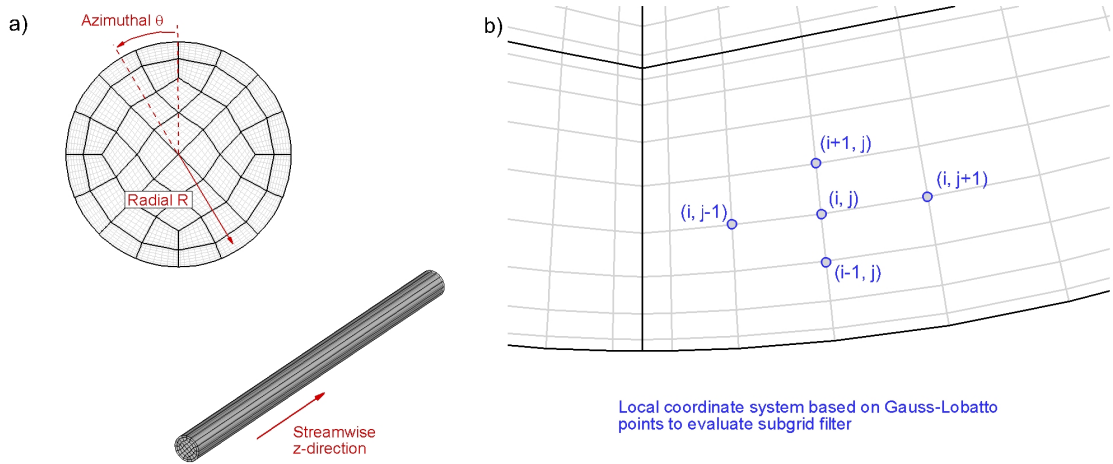 a)
Azimuthal θ
Radial R
Streamwise
z-direction
b)
(i+1, j)
(i, j+1)
(i, j-1)
(i, j)
(i-1, j)
Local coordinate system based on Gauss-Lobatto
points to evaluate subgrid filter